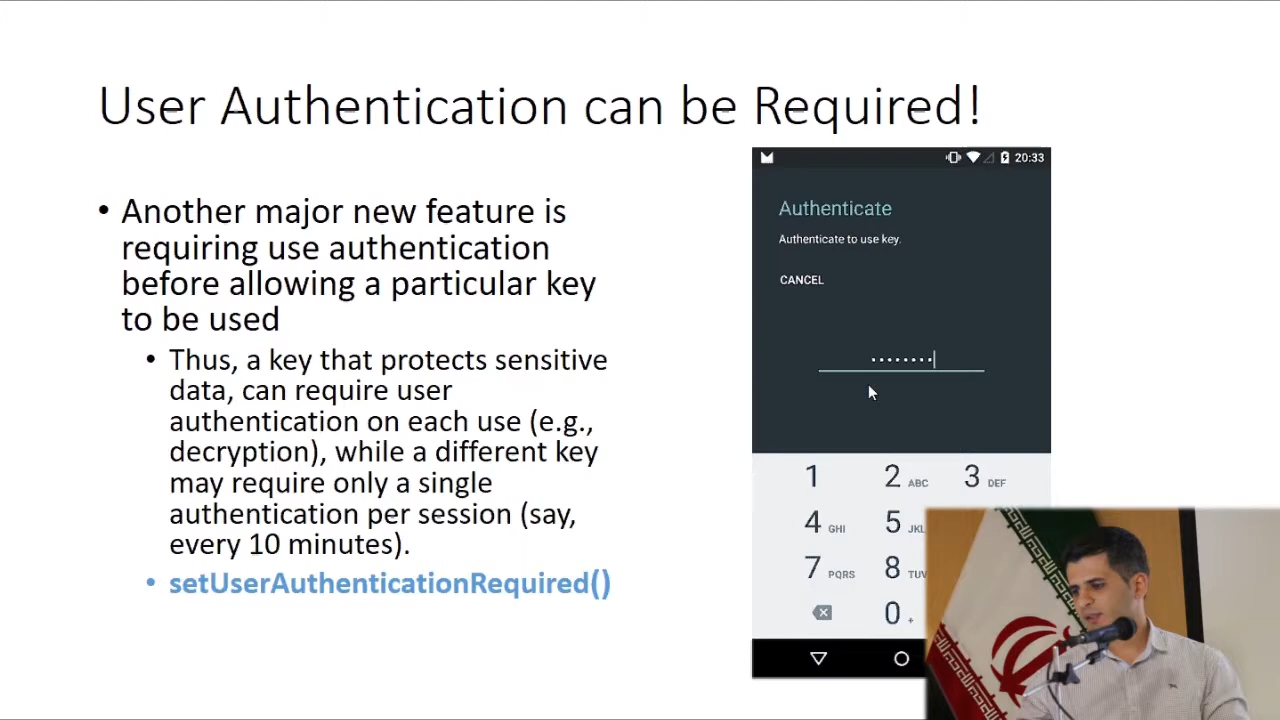 User Authentication can be Required!
• Another major new feature is
requiring use authentication
before allowing a particular key
to be used
• Thus, a key that protects sensitive
data, can require user
authentication on each use (e.g.,
decryption), while a different key
may require only a single
authentication per session (say,
every 10 minutes).
• setUserAuthenticationRequired()
20:33
Authenticate
Authenticate to use key.
CANCEL
1 2 ABC 3 DEF
4 GHI 5 JKL
7 PQRS 8 TUV
0 +